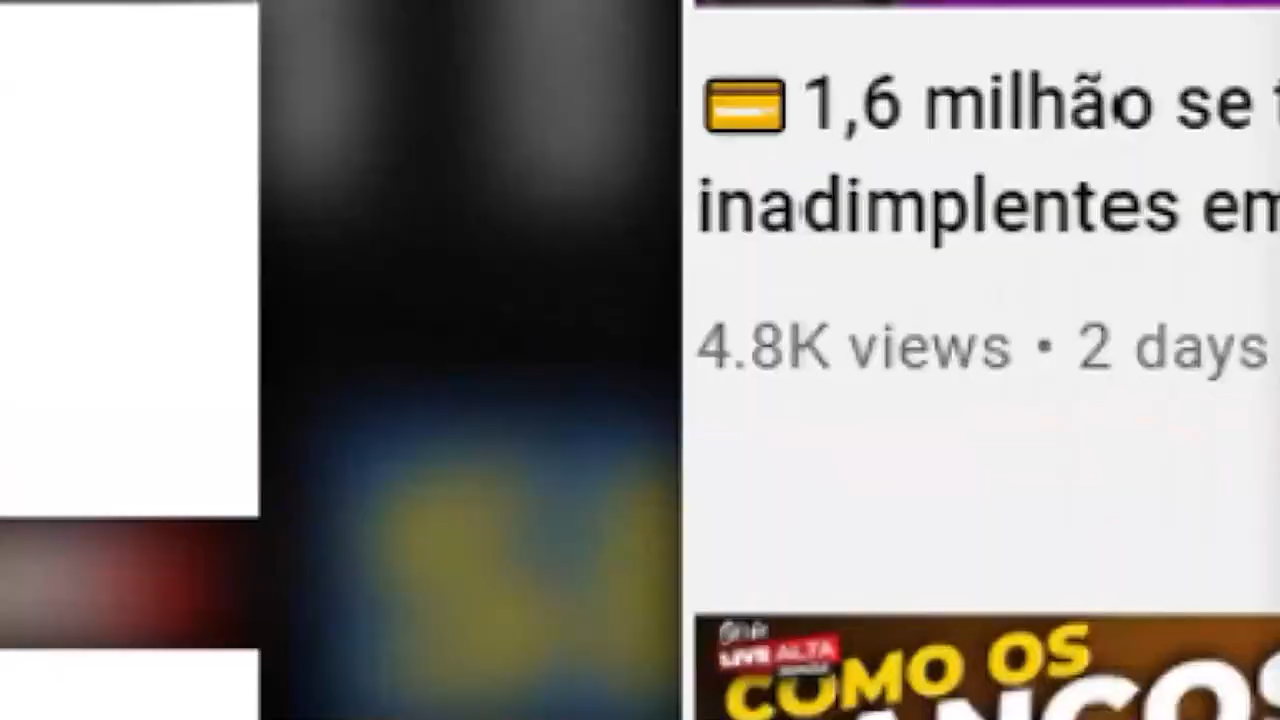 1,6 milhão se
inadimplentes em
4.8K views • 2 days
LIVE ALTA
COMO OS